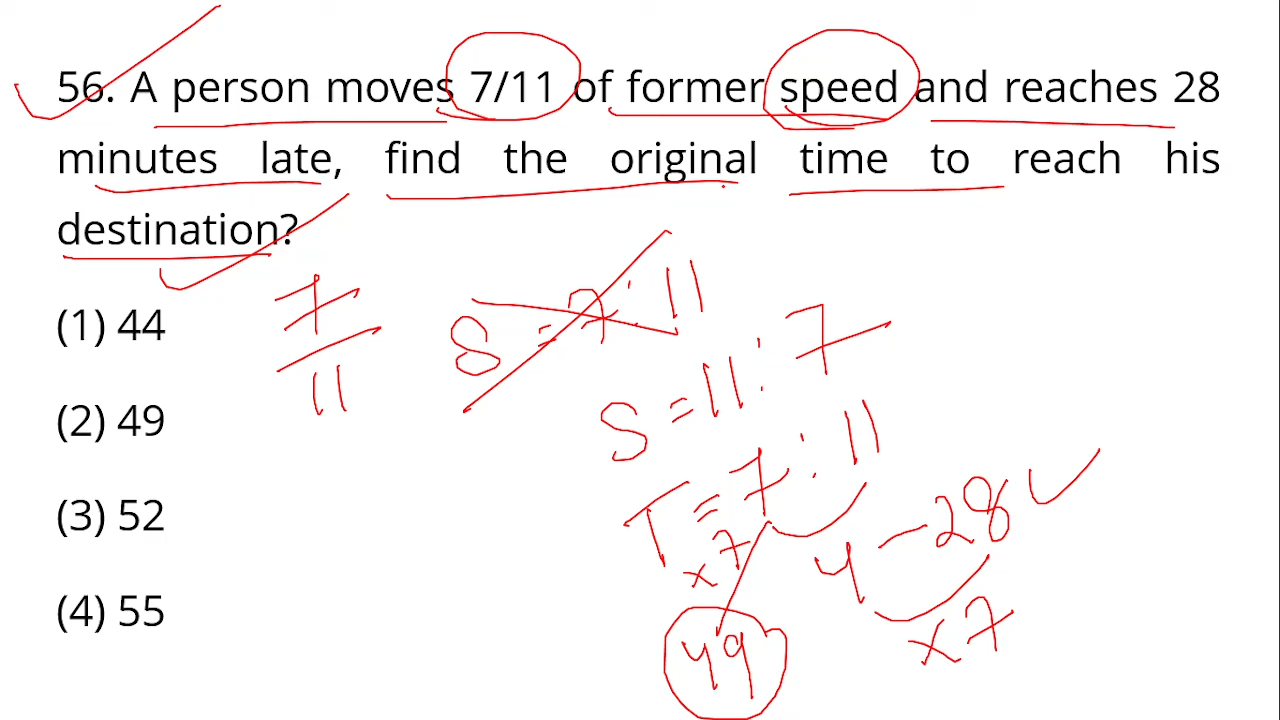 56. A person moves 7/11 of former speed and reaches 28
minutes late, find the original time to reach his
destination?
(1) 44
(2) 49
(3) 52
(4) 55
7
11
S = 7 : 11
S = 11 : 7
T = 7 : 11
×7
4 – 28
×7
49